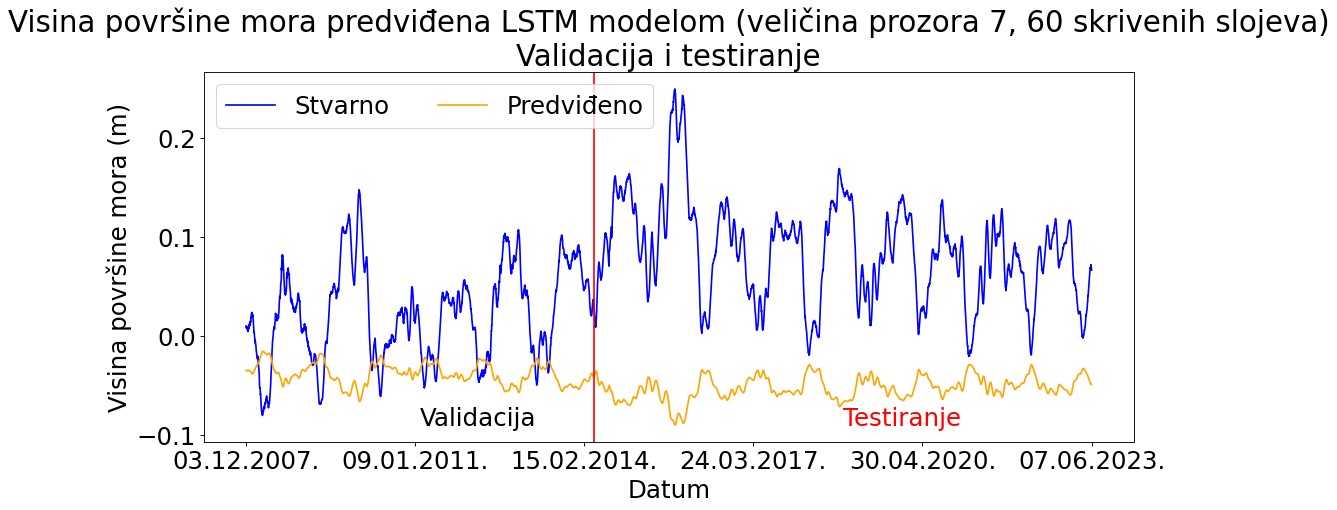 Visina površine mora predviđena LSTM modelom (veličina prozora 7, 60 skrivenih slojeva)
Validacija i testiranje
Stvarno
Predviđeno
Visina površine mora (m)
0.2
0.1
0.0
−0.1
Validacija
Testiranje
03.12.2007.
09.01.2011.
15.02.2014.
24.03.2017.
30.04.2020.
07.06.2023.
Datum